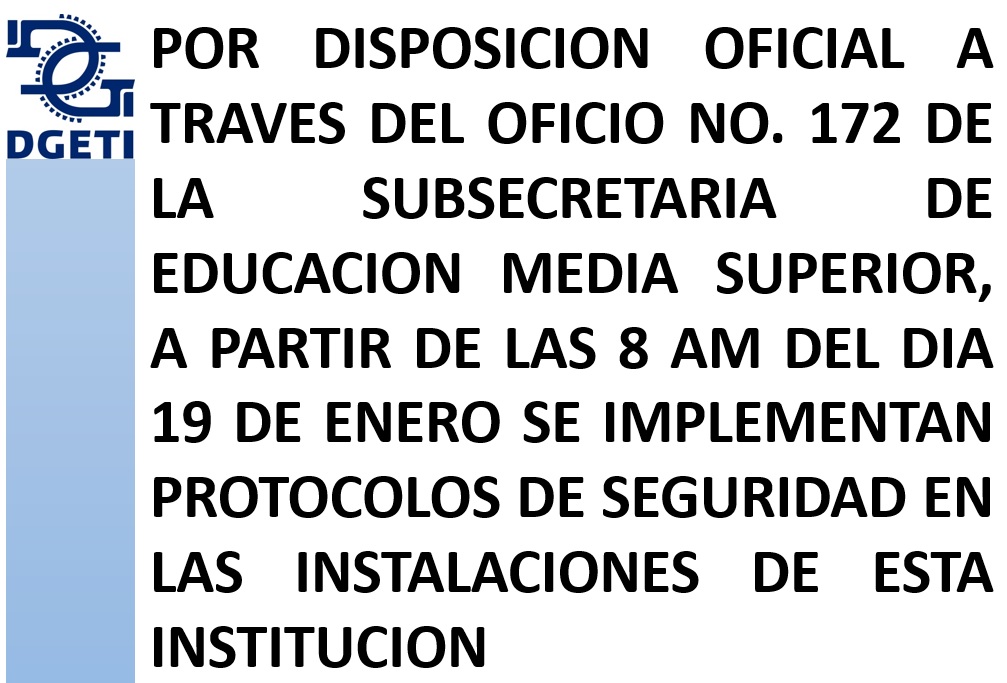 DGETI
POR DISPOSICION OFICIAL A
TRAVES DEL OFICIO NO. 172 DE
LA SUBSECRETARIA DE
EDUCACION MEDIA SUPERIOR,
A PARTIR DE LAS 8 AM DEL DIA
19 DE ENERO SE IMPLEMENTAN
PROTOCOLOS DE SEGURIDAD EN
LAS INSTALACIONES DE ESTA
INSTITUCION